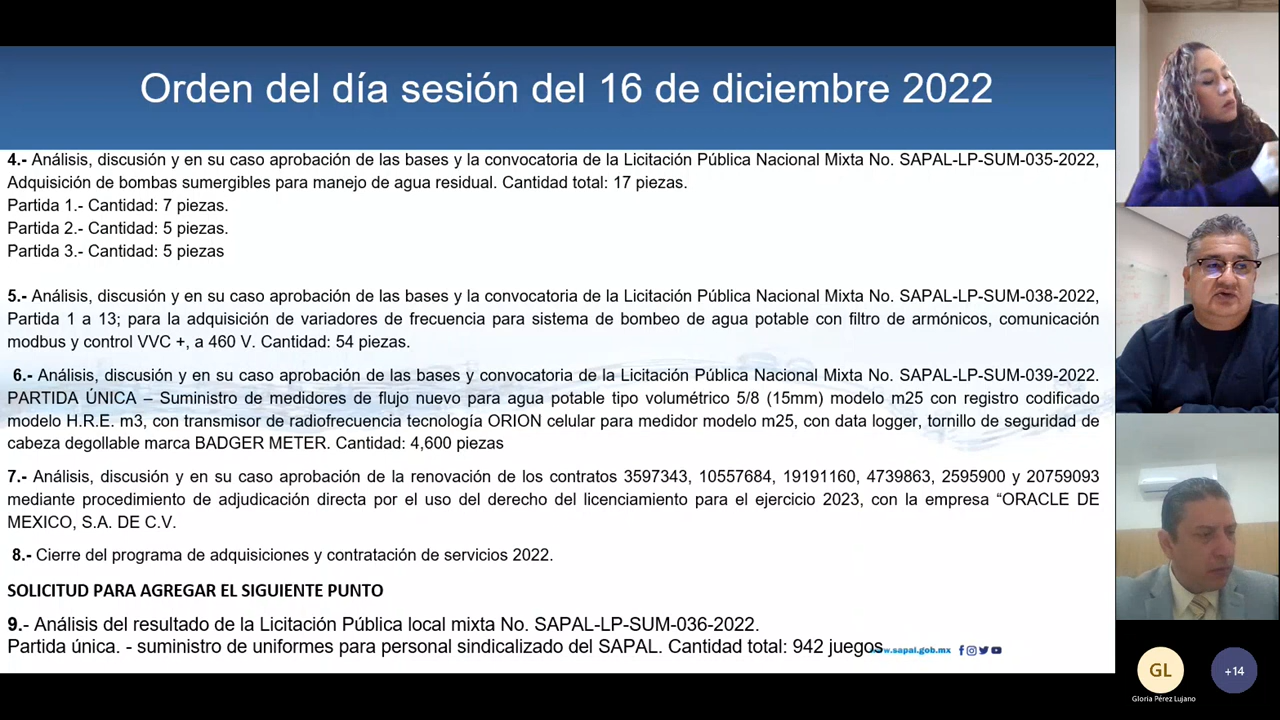 Orden del día sesión del 16 de diciembre 2022
4.- Análisis, discusión y en su caso aprobación de las bases y la convocatoria de la Licitación Pública Nacional Mixta No. SAPAL-LP-SUM-035-2022,
Adquisición de bombas sumergibles para manejo de agua residual. Cantidad total: 17 piezas.
Partida 1.- Cantidad: 7 piezas.
Partida 2.- Cantidad: 5 piezas.
Partida 3.- Cantidad: 5 piezas
5.- Análisis, discusión y en su caso aprobación de las bases y la convocatoria de la Licitación Pública Nacional Mixta No. SAPAL-LP-SUM-038-2022,
Partida 1 a 13; para la adquisición de variadores de frecuencia para sistema de bombeo de agua potable con filtro de armónicos, comunicación
modbus y control VVC +, a 460 V. Cantidad: 54 piezas.
6.- Análisis, discusión y en su caso aprobación de las bases y convocatoria de la Licitación Pública Nacional Mixta No. SAPAL-LP-SUM-039-2022.
PARTIDA ÚNICA – Suministro de medidores de flujo nuevo para agua potable tipo volumétrico 5/8 (15mm) modelo m25 con registro codificado
modelo H.R.E. m3, con transmisor de radiofrecuencia tecnología ORION celular para medidor modelo m25, con data logger, tornillo de seguridad de
cabeza degollable marca BADGER METER. Cantidad: 4,600 piezas
7.- Análisis, discusión y en su caso aprobación de la renovación de los contratos 3597343, 10557684, 19191160, 4739863, 2595900 y 20759093
mediante procedimiento de adjudicación directa por el uso del derecho del licenciamiento para el ejercicio 2023, con la empresa “ORACLE DE
MEXICO, S.A. DE C.V.
8.- Cierre del programa de adquisiciones y contratación de servicios 2022.
SOLICITUD PARA AGREGAR EL SIGUIENTE PUNTO
9.- Análisis del resultado de la Licitación Pública local mixta No. SAPAL-LP-SUM-036-2022.
Partida única. - suministro de uniformes para personal sindicalizado del SAPAL. Cantidad total: 942 juegos
www.sapal.gob.mx
GL
+14
Gloria Pérez Lujano